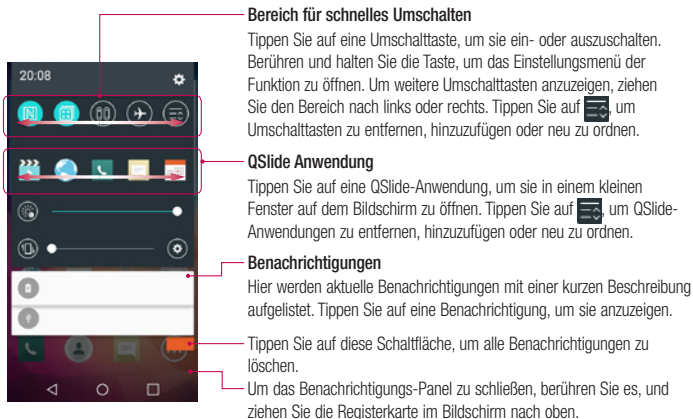 Bereich für schnelles Umschalten
Tippen Sie auf eine Umschalttaste, um sie ein- oder auszuschalten.
Berühren und halten Sie die Taste, um das Einstellungsmenü der
Funktion zu öffnen. Um weitere Umschalttasten anzuzeigen, ziehen
Sie den Bereich nach links oder rechts. Tippen Sie auf , um
Umschalttasten zu entfernen, hinzuzufügen oder neu zu ordnen.
20:08
QSlide Anwendung
Tippen Sie auf eine QSlide-Anwendung, um sie in einem kleinen
Fenster auf dem Bildschirm zu öffnen. Tippen Sie auf , um QSlide-
Anwendungen zu entfernen, hinzuzufügen oder neu zu ordnen.
Benachrichtigungen
Hier werden aktuelle Benachrichtigungen mit einer kurzen Beschreibung
aufgelistet. Tippen Sie auf eine Benachrichtigung, um sie anzuzeigen.
Tippen Sie auf diese Schaltfläche, um alle Benachrichtigungen zu
löschen.
Um das Benachrichtigungs-Panel zu schließen, berühren Sie es, und
ziehen Sie die Registerkarte im Bildschirm nach oben.